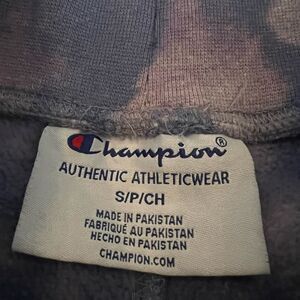 Champion®
AUTHENTIC ATHLETICWEAR
S/P/CH
MADE IN PAKISTAN
FABRIQUÉ AU PAKISTAN
HECHO EN PAKISTAN
CHAMPION.COM